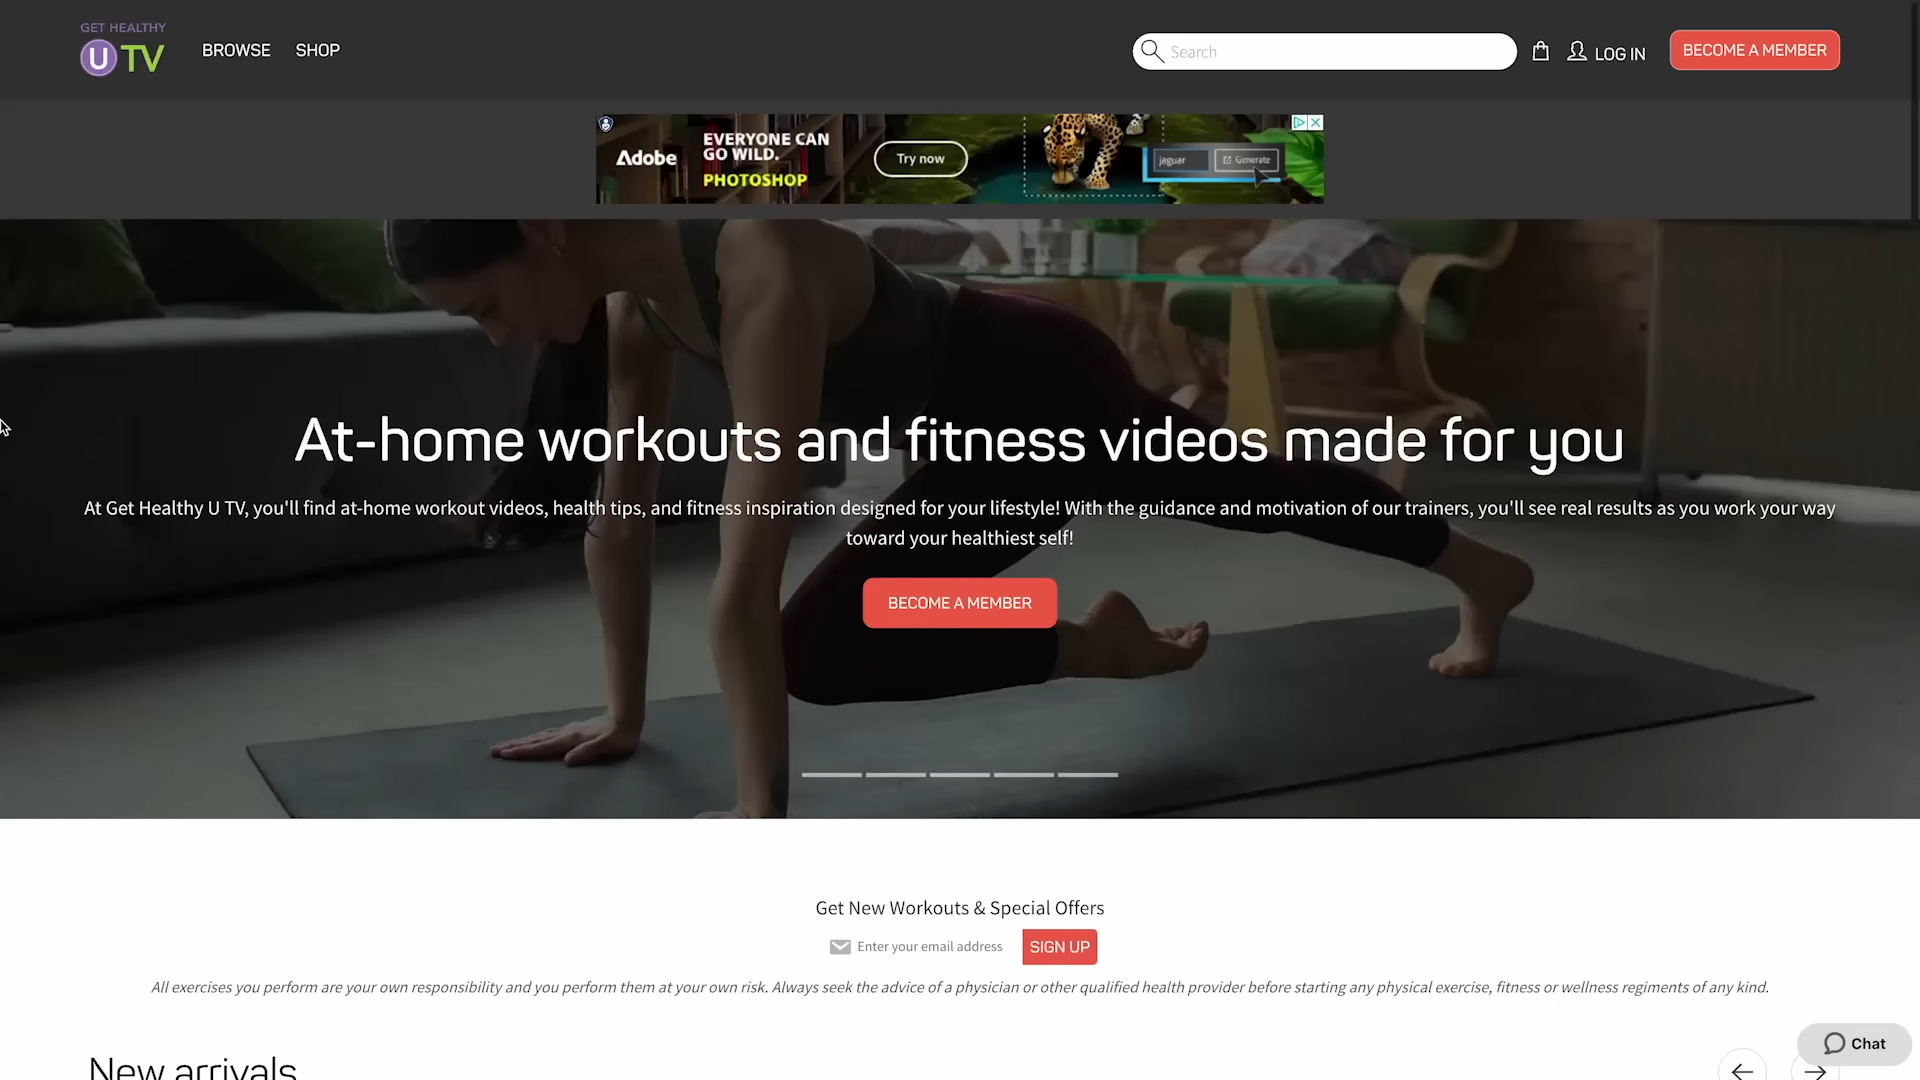 GET HEALTHY
U TV
BROWSE
SHOP
Search
LOG IN
BECOME A MEMBER
Adobe
EVERYONE CAN
GO WILD.
PHOTOSHOP
Try now
jaguar
Generate
At-home workouts and fitness videos made for you
At Get Healthy U TV, you'll find at-home workout videos, health tips, and fitness inspiration designed for your lifestyle! With the guidance and motivation of our trainers, you'll see real results as you work your way
toward your healthiest self!
BECOME A MEMBER
Get New Workouts & Special Offers
Enter your email address
SIGN UP
All exercises you perform are your own responsibility and you perform them at your own risk. Always seek the advice of a physician or other qualified health provider before starting any physical exercise, fitness or wellness regiments of any kind.
Chat
New arrivals